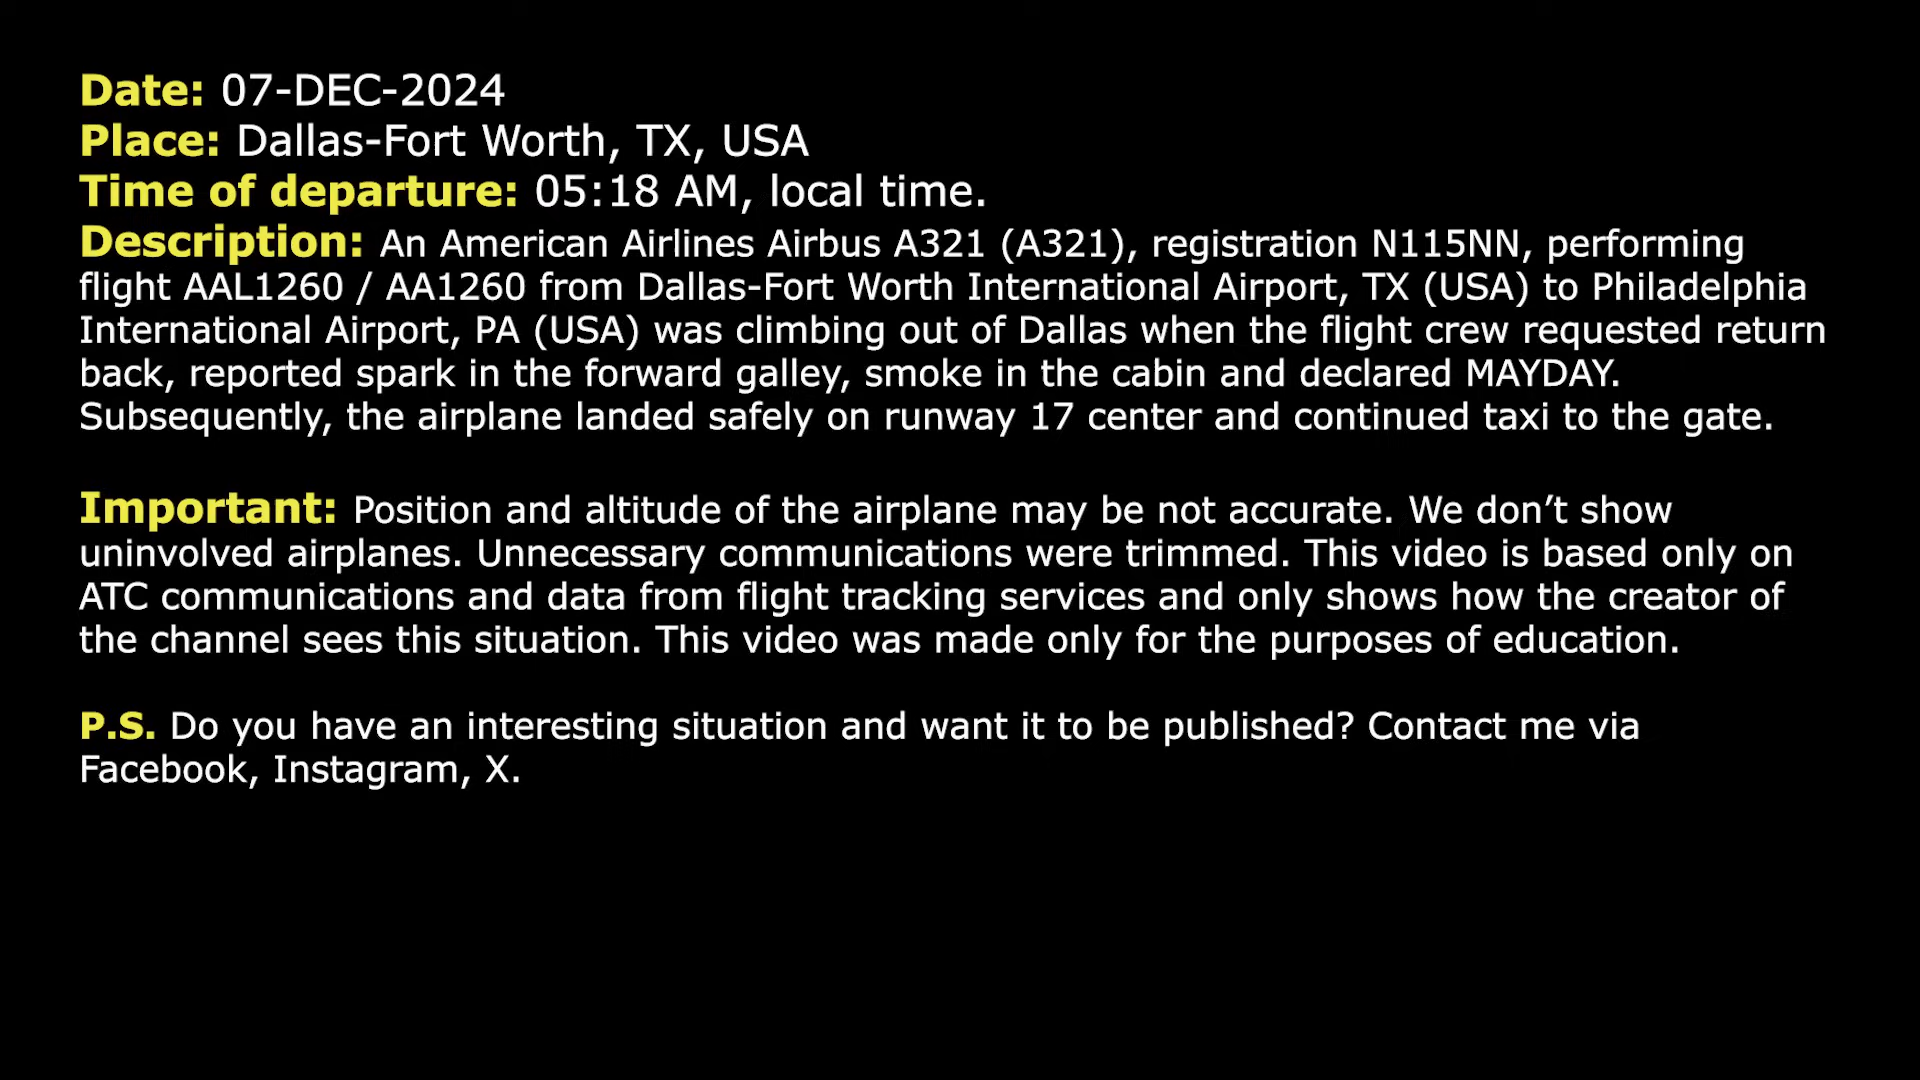 Date: 07-DEC-2024
Place: Dallas-Fort Worth, TX, USA
Time of departure: 05:18 AM, local time.
Description: An American Airlines Airbus A321 (A321), registration N115NN, performing
flight AAL1260 / AA1260 from Dallas-Fort Worth International Airport, TX (USA) to Philadelphia
International Airport, PA (USA) was climbing out of Dallas when the flight crew requested return
back, reported spark in the forward galley, smoke in the cabin and declared MAYDAY.
Subsequently, the airplane landed safely on runway 17 center and continued taxi to the gate.
Important: Position and altitude of the airplane may be not accurate. We don’t show
uninvolved airplanes. Unnecessary communications were trimmed. This video is based only on
ATC communications and data from flight tracking services and only shows how the creator of
the channel sees this situation. This video was made only for the purposes of education.
P.S. Do you have an interesting situation and want it to be published? Contact me via
Facebook, Instagram, X.